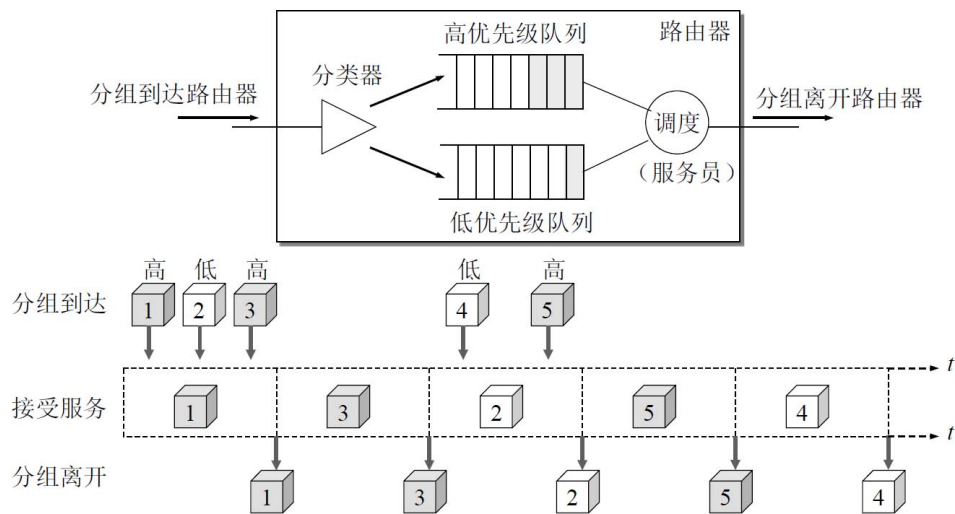 高优先级队列 路由器
分类器
分组到达路由器
分组离开路由器
调度
(服务员)
低优先级队列
高 低 高 低 高
分组到达 1 2 3 4 5
t
接受服务 1 3 2 5 4
t
分组离开 1 3 2 5 4